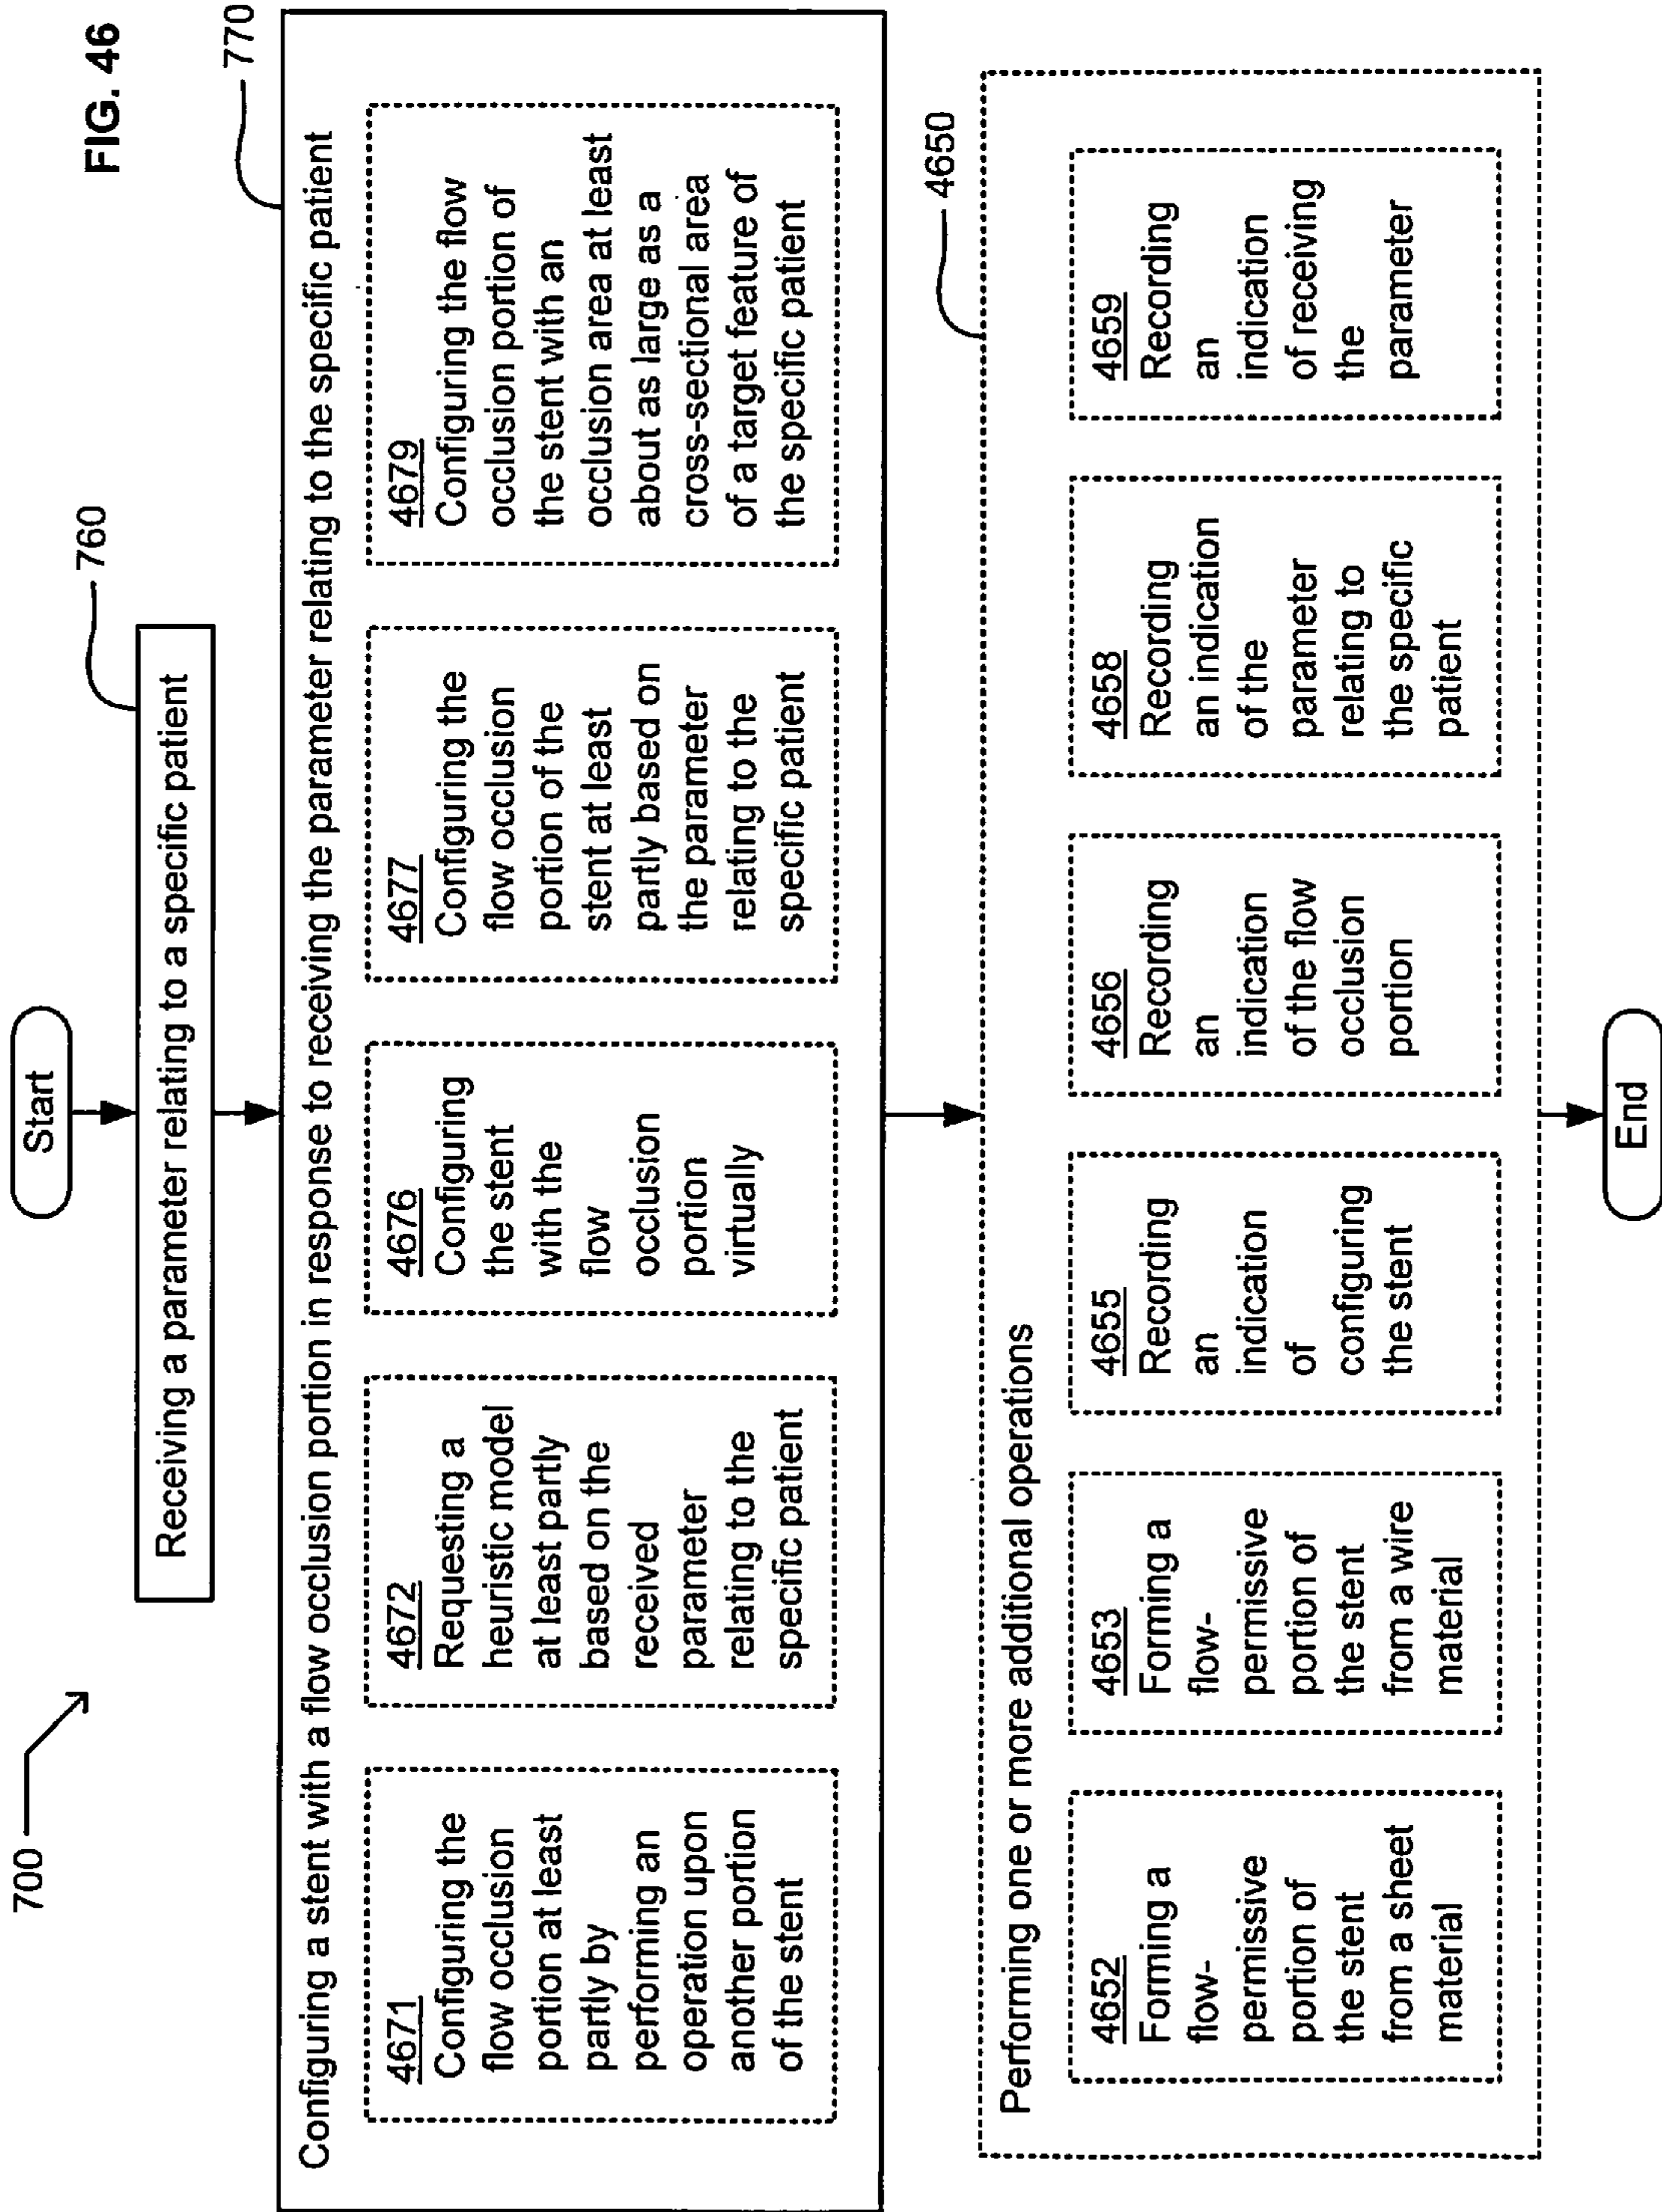 700
FIG. 46
Start
760
Receiving a parameter relating to a specific patient
770
Configuring a stent with a flow occlusion portion in response to receiving the parameter relating to the specific patient
4671
Configuring the
flow occlusion
portion at least
partly by
performing an
operation upon
another portion
of the stent
4672
Requesting a
heuristic model
at least partly
based on the
received
parameter
relating to the
specific patient
4676
Configuring
the stent
with the
flow
occlusion
portion
virtually
4677
Configuring the
flow occlusion
portion of the
stent at least
partly based on
the parameter
relating to the
specific patient
4679
Configuring the flow
occlusion portion of
the stent with an
occlusion area at least
about as large as a
cross-sectional area
of a target feature of
the specific patient
4650
Performing one or more additional operations
4652
Forming a
flow-
permissive
portion of
the stent
from a sheet
material
4653
Forming a
flow-
permissive
portion of
the stent
from a wire
material
4655
Recording
an
indication
of
configuring
the stent
4656
Recording
an
indication
of the flow
occlusion
portion
4658
Recording
an indication
of the
parameter
relating to
the specific
patient
4659
Recording
an
indication
of receiving
the
parameter
End